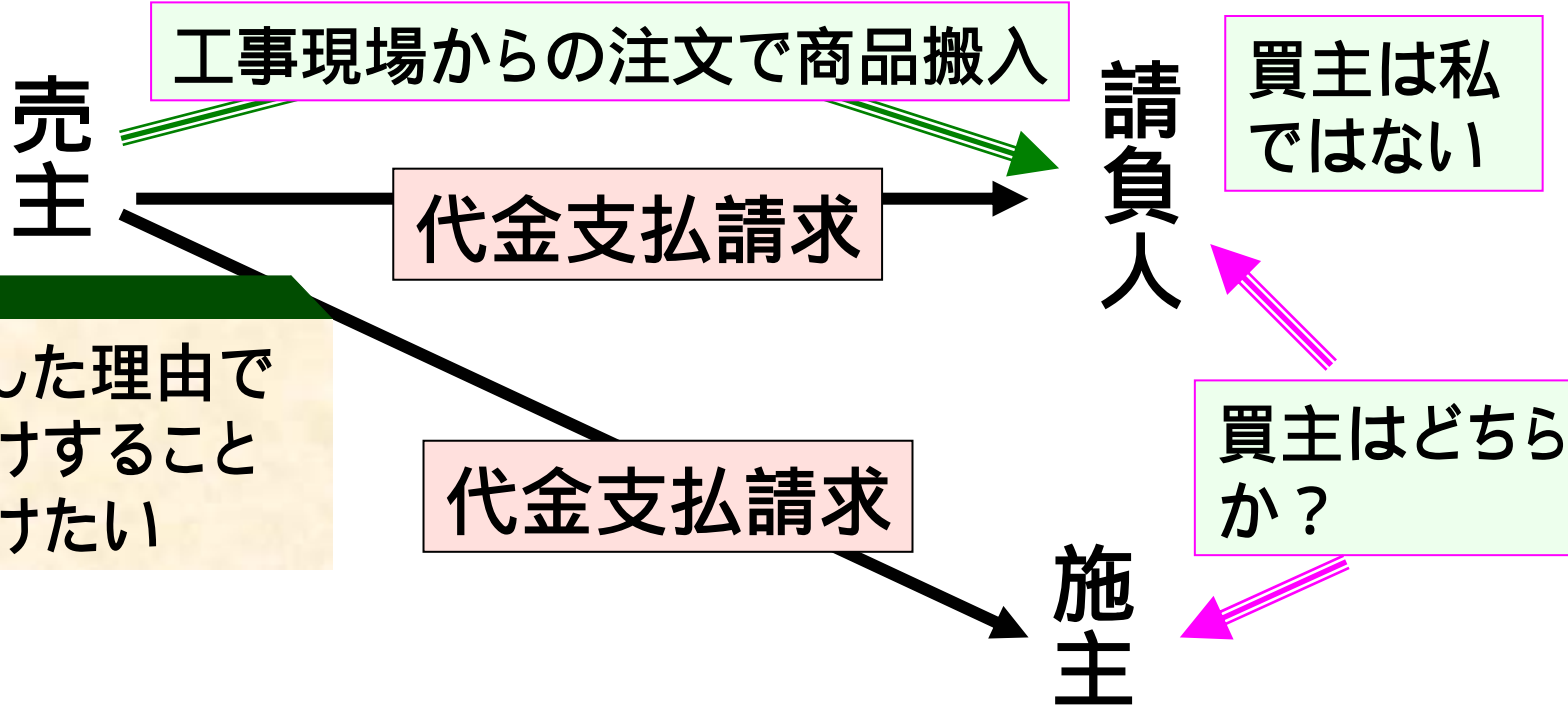 工事現場からの注文で商品搬入
売主
請負人
買主は私
ではない
代金支払請求
した理由で
けすること
けたい
買主はどちら
か？
代金支払請求
施主